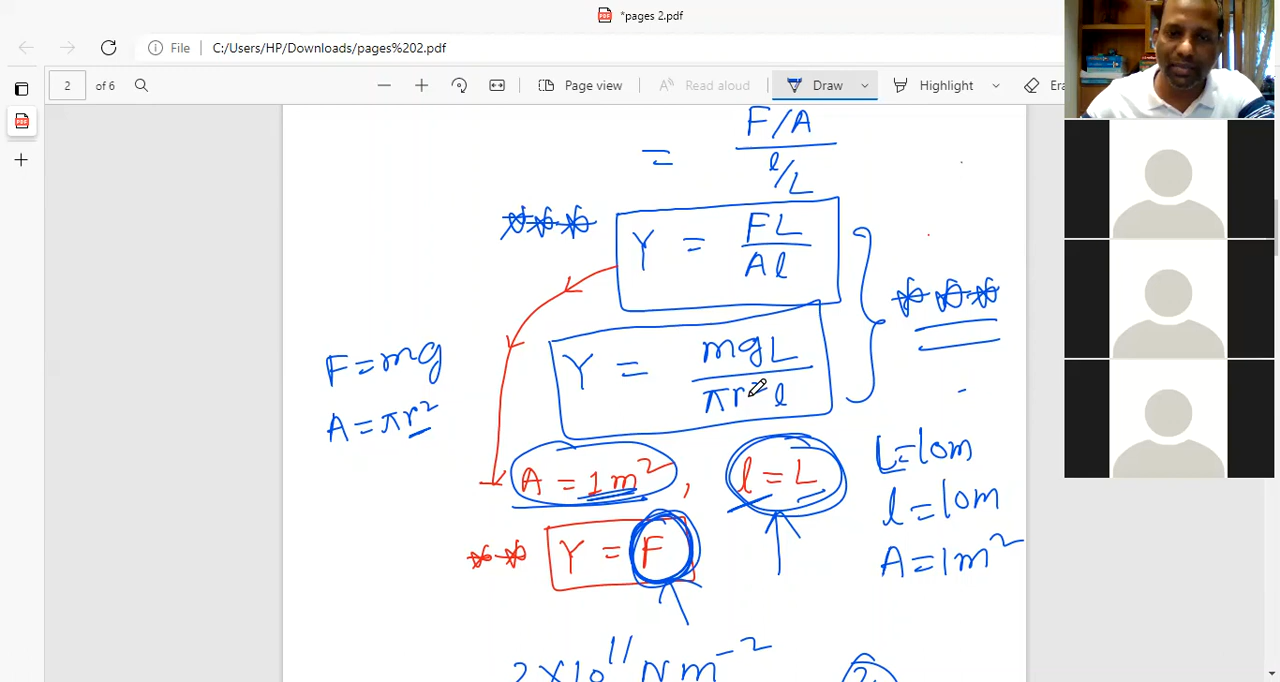 *pages 2.pdf
File C:/Users/HP/Downloads/pages%202.pdf
2 of 6 Page view Read aloud Draw Highlight Era
= F/A
l/L
Y = FL
Al
F=mg
A=πr²
Y = mgL
πr²l
A = 1m², l = L
L=10m
l=10m
A=1m²
Y = F
2×10¹¹ Nm⁻²